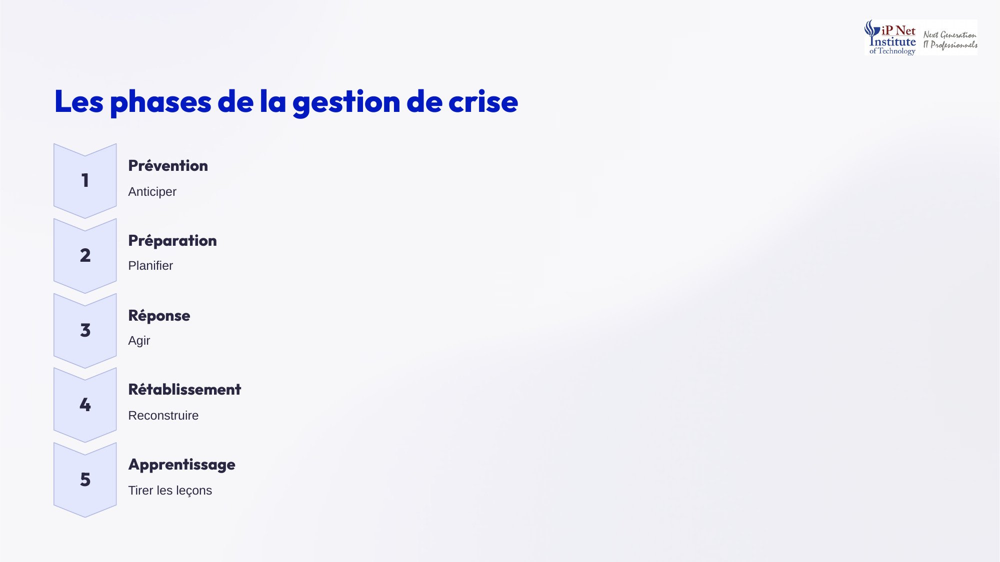 iP Net
Institute
of Technology
Next Generation
IT Professionnels
Les phases de la gestion de crise
1
Prévention
Anticiper
2
Préparation
Planifier
3
Réponse
Agir
4
Rétablissement
Reconstruire
5
Apprentissage
Tirer les leçons